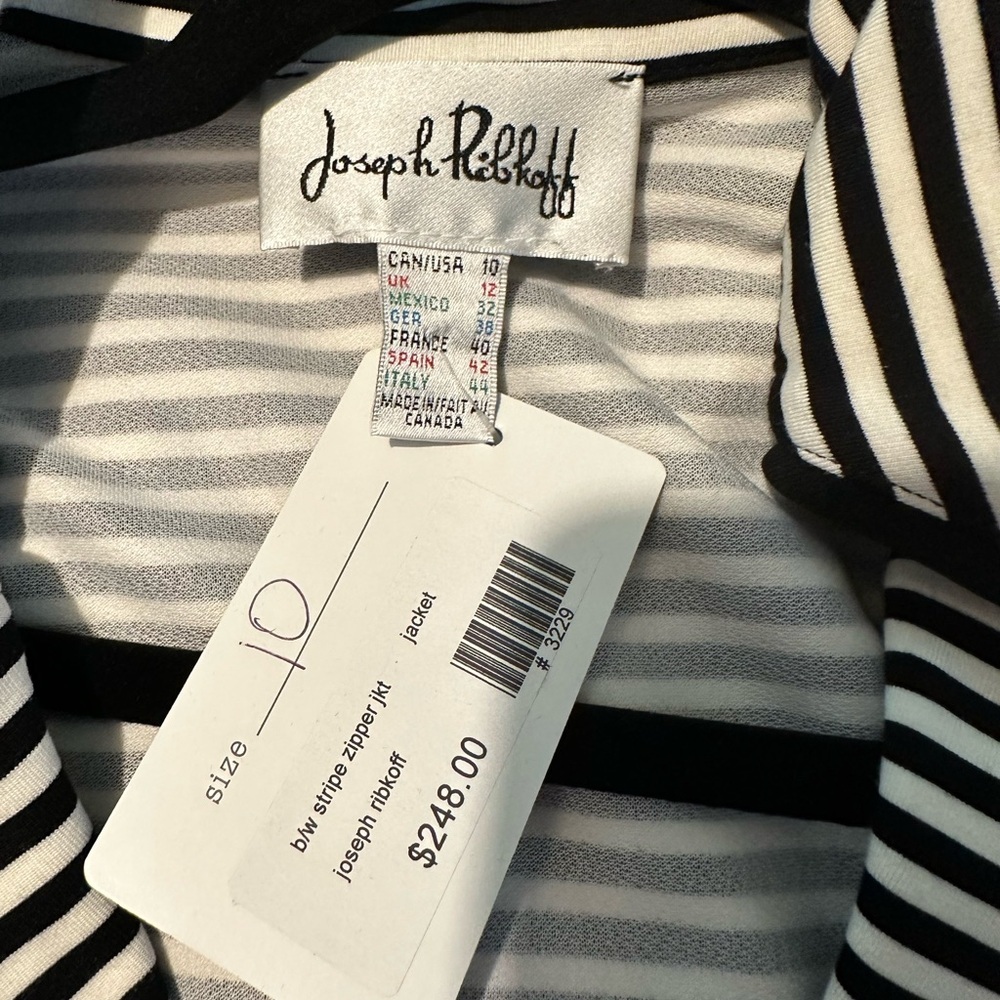 Joseph Ribkoff
CAN/USA 10
UK 12
MEXICO 32
GER 38
FRANCE 40
SPAIN 42
ITALY 44
MADE IN/FAIT AU
CANADA
size 10
b/w stripe zipper jkt
joseph ribkoff
jacket
$248.00
# 3229